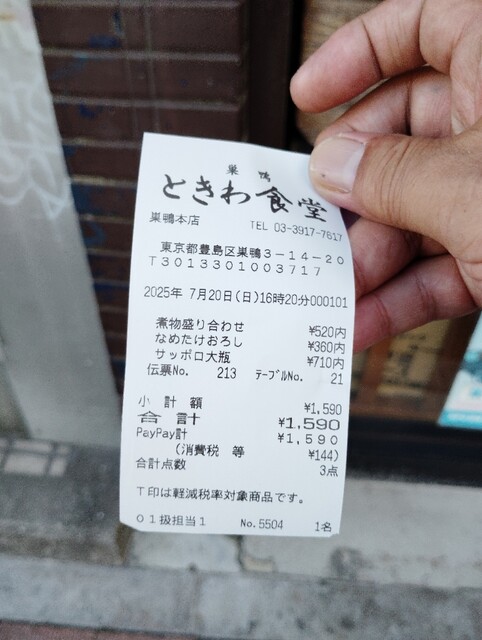 巣鴨
ときわ食堂
巣鴨本店 TEL 03-3917-7617
東京都豊島区巣鴨3-14-20
T3013301003717
2025年 7月20日(日)16時20分000101
煮物盛り合わせ ¥520内
なめたけおろし ¥360内
サッポロ大瓶 ¥710内
伝票No. 213 テーブルNo. 21
小計額 ¥1,590
合計 ¥1,590
PayPay計 ¥1,590
(消費税 等 ¥144)
合計点数 3点
T印は軽減税率対象商品です。
01扱担当1 No.5504 1名